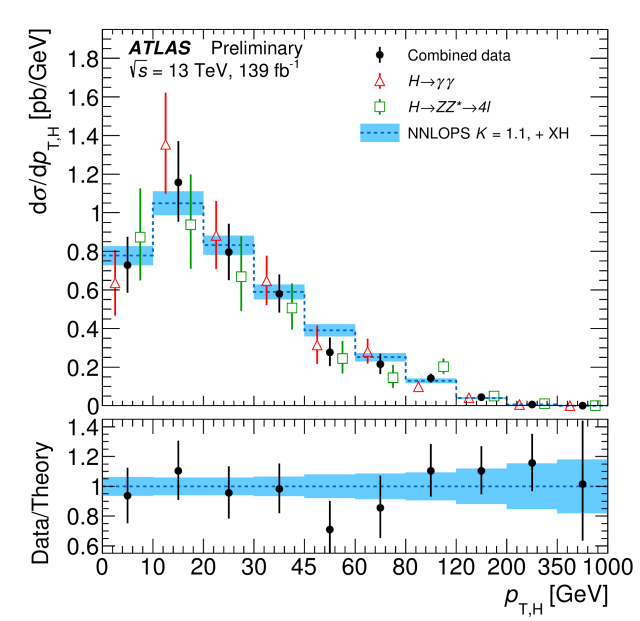 ATLAS Preliminary
√s = 13 TeV, 139 fb⁻¹
Combined data
H→γγ
H→ZZ*→4l
NNLOPS K = 1.1, + XH
dσ/dp_T,H [pb/GeV]
1.8
1.6
1.4
1.2
1
0.8
0.6
0.4
0.2
0
Data/Theory
1.4
1.2
1.0
0.8
0.6
0 10 20 30 45 60 80 120 200 350 1000
p_T,H [GeV]